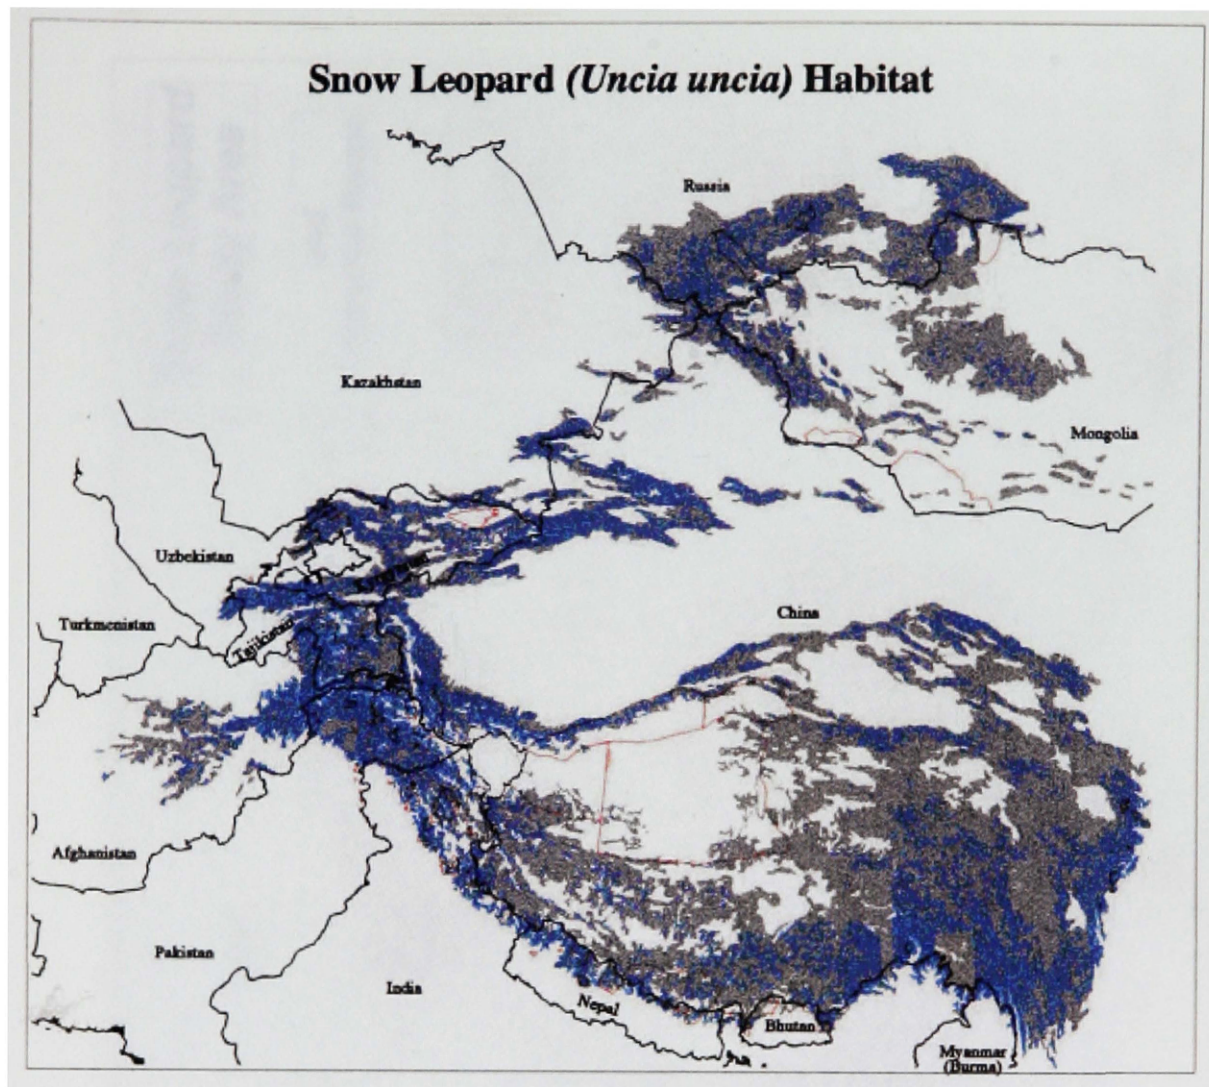 Snow Leopard (Uncia uncia) Habitat
Russia
Kazakhstan
Mongolia
Uzbekistan
China
Turkmenistan
Tajikistan
Afghanistan
Pakistan
India
Nepal
Bhutan
Myanmar
(Burma)